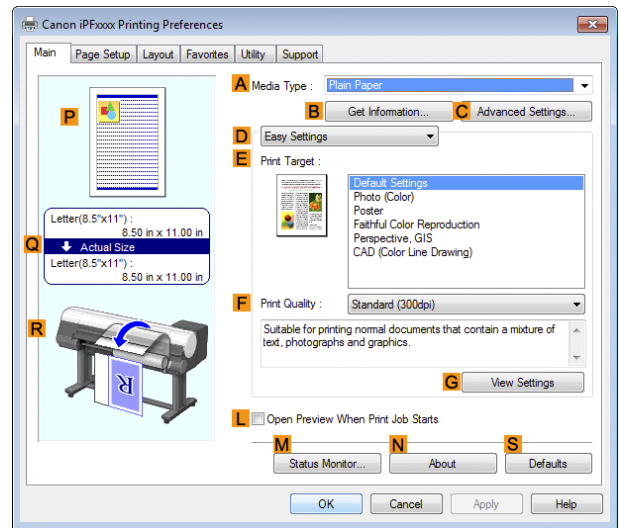 Canon iPFxxxx Printing Preferences
Main Page Setup Layout Favorites Utility Support
A Media Type : Plain Paper
B Get Information... C Advanced Settings...
D Easy Settings
E Print Target :
Default Settings
Photo (Color)
Poster
Faithful Color Reproduction
Perspective, GIS
CAD (Color Line Drawing)
F Print Quality : Standard (300dpi)
Suitable for printing normal documents that contain a mixture of
text, photographs and graphics.
G View Settings
L Open Preview When Print Job Starts
M Status Monitor... N About S Defaults
P
Q
Letter(8.5"x11") :
8.50 in x 11.00 in
Actual Size
Letter(8.5"x11") :
8.50 in x 11.00 in
R
R
OK Cancel Apply Help